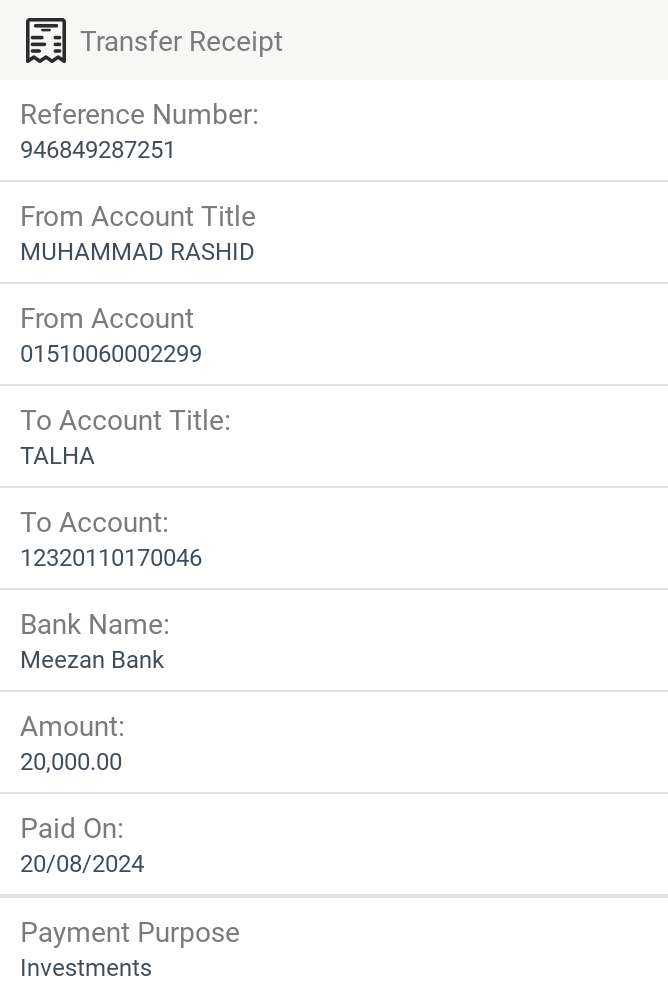 Transfer Receipt
Reference Number:
946849287251
From Account Title
MUHAMMAD RASHID
From Account
01510060002299
To Account Title:
TALHA
To Account:
12320110170046
Bank Name:
Meezan Bank
Amount:
20,000.00
Paid On:
20/08/2024
Payment Purpose
Investments